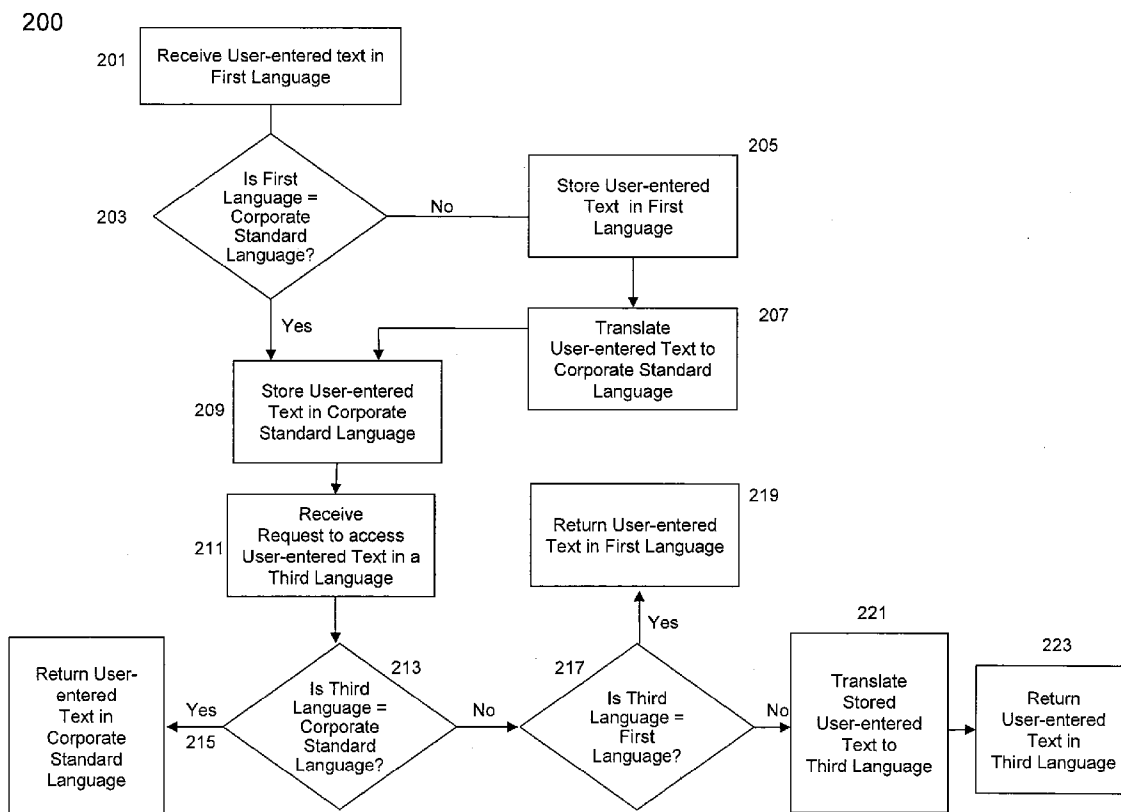 200
201
Receive User-entered text in
First Language
203
Is First
Language =
Corporate
Standard
Language?
No
205
Store User-entered
Text in First
Language
Yes
207
Translate
User-entered Text to
Corporate Standard
Language
209
Store User-entered
Text in Corporate
Standard Language
211
Receive
Request to access
User-entered Text in a
Third Language
219
Return User-entered
Text in First Language
Yes
213
Is Third
Language =
Corporate
Standard
Language?
Yes
215
Return User-
entered
Text in
Corporate
Standard
Language
No
217
Is Third
Language =
First
Language?
No
221
Translate
Stored
User-entered
Text to
Third Language
223
Return
User-entered
Text in
Third Language